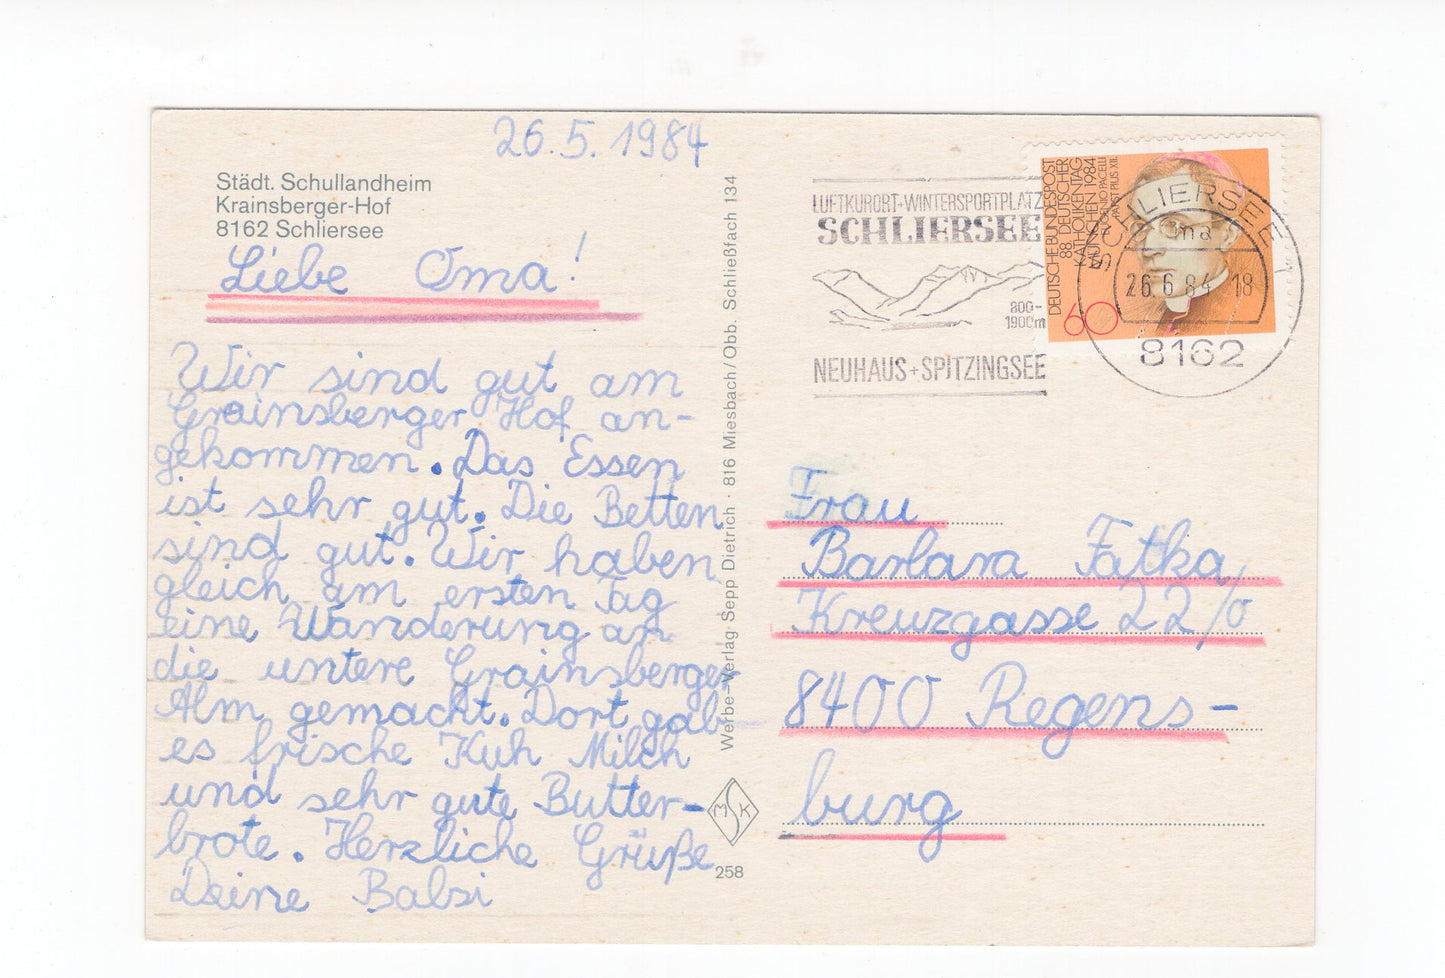 26.5.1984
Städt. Schullandheim
Krainsberger-Hof
8162 Schliersee
Liebe Oma!
Wir sind gut am
Grainsberger Hof an-
gekommen. Das Essen
ist sehr gut. Die Betten
sind gut. Wir haben
gleich am ersten Tag
eine Wanderung an
die untere Grainsberger
Alm gemacht. Dort gab
es frische Kuh Milch
und sehr gute Butter-
brote. Herzliche Grüße
Deine Babsi
Werbe-Verlag Sepp Dietrich · 816 Miesbach/Obb. Schließfach 134
MSK
258
LUFTKURORT+WINTERSPORTPLATZ
SCHLIERSEE
800-
1900m
NEUHAUS+SPITZINGSEE
DEUTSCHE BUNDESPOST
88. DEUTSCHER
KATHOLIKENTAG
MÜNCHEN 1984
PAPST PIUS XII.
60
SCHLIERSEE 1
26.6.84 18
8162
Frau
Barbara Fatka
Kreuzgasse 22/0
8400 Regens-
burg